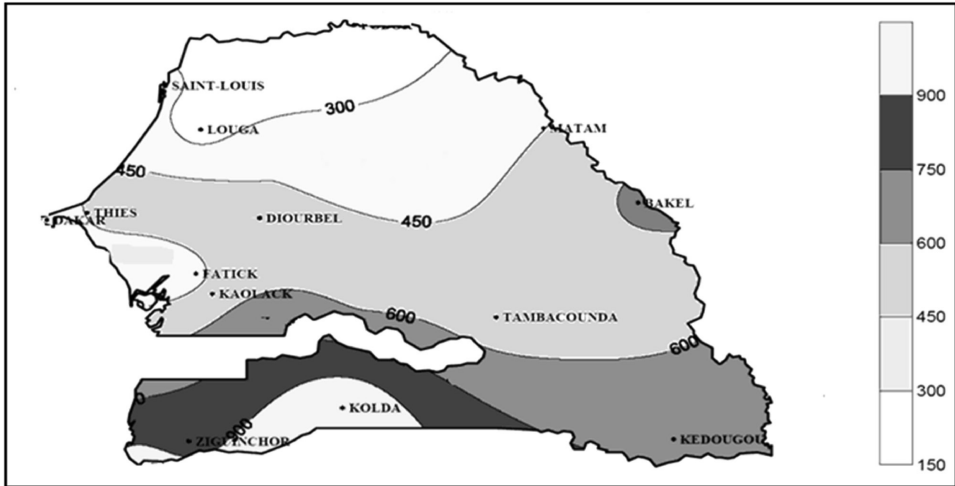 SAINT-LOUIS
300
LOUGA
MATAM
450
THIES
DAKAR
DIOURBEL
450
BAKEL
FATICK
KAOLACK
600
TAMBACOUNDA
600
KOLDA
900
ZIGUINCHOR
KEDOUGOU
900
750
600
450
300
150